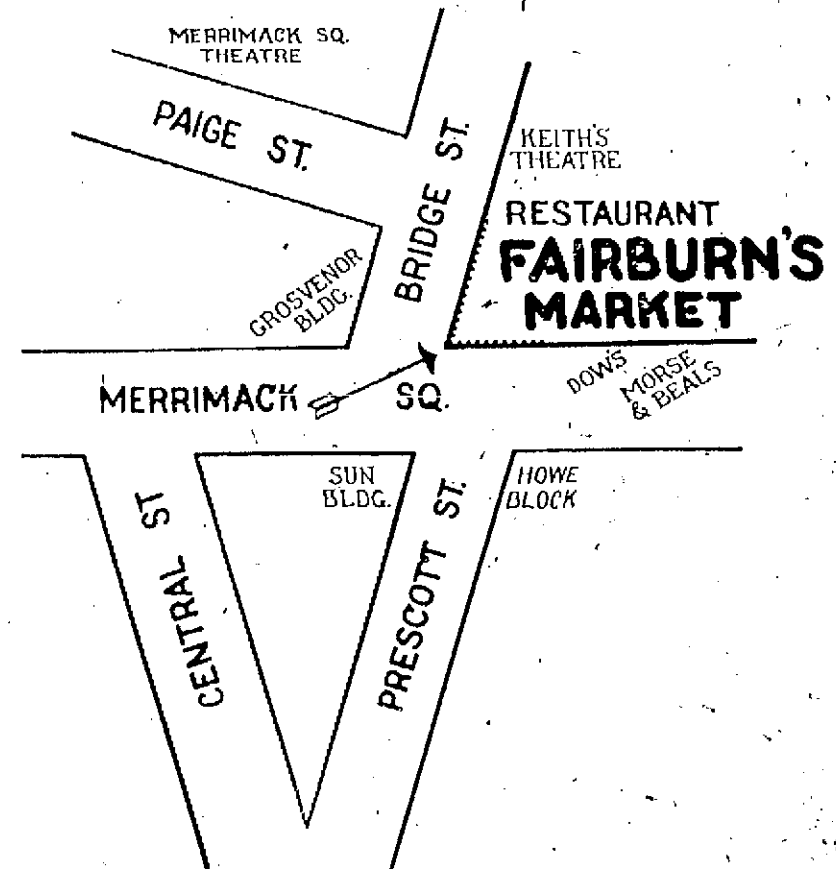 MERRIMACK SQ.
THEATRE
PAIGE ST.
BRIDGE ST.
KEITH'S
THEATRE
RESTAURANT
FAIRBURN'S
MARKET
GROSVENOR
BLDG.
MERRIMACK SQ.
DOW'S
MORSE
& BEALS
SUN
BLDG.
HOWE
BLOCK
CENTRAL ST
PRESCOTT ST.